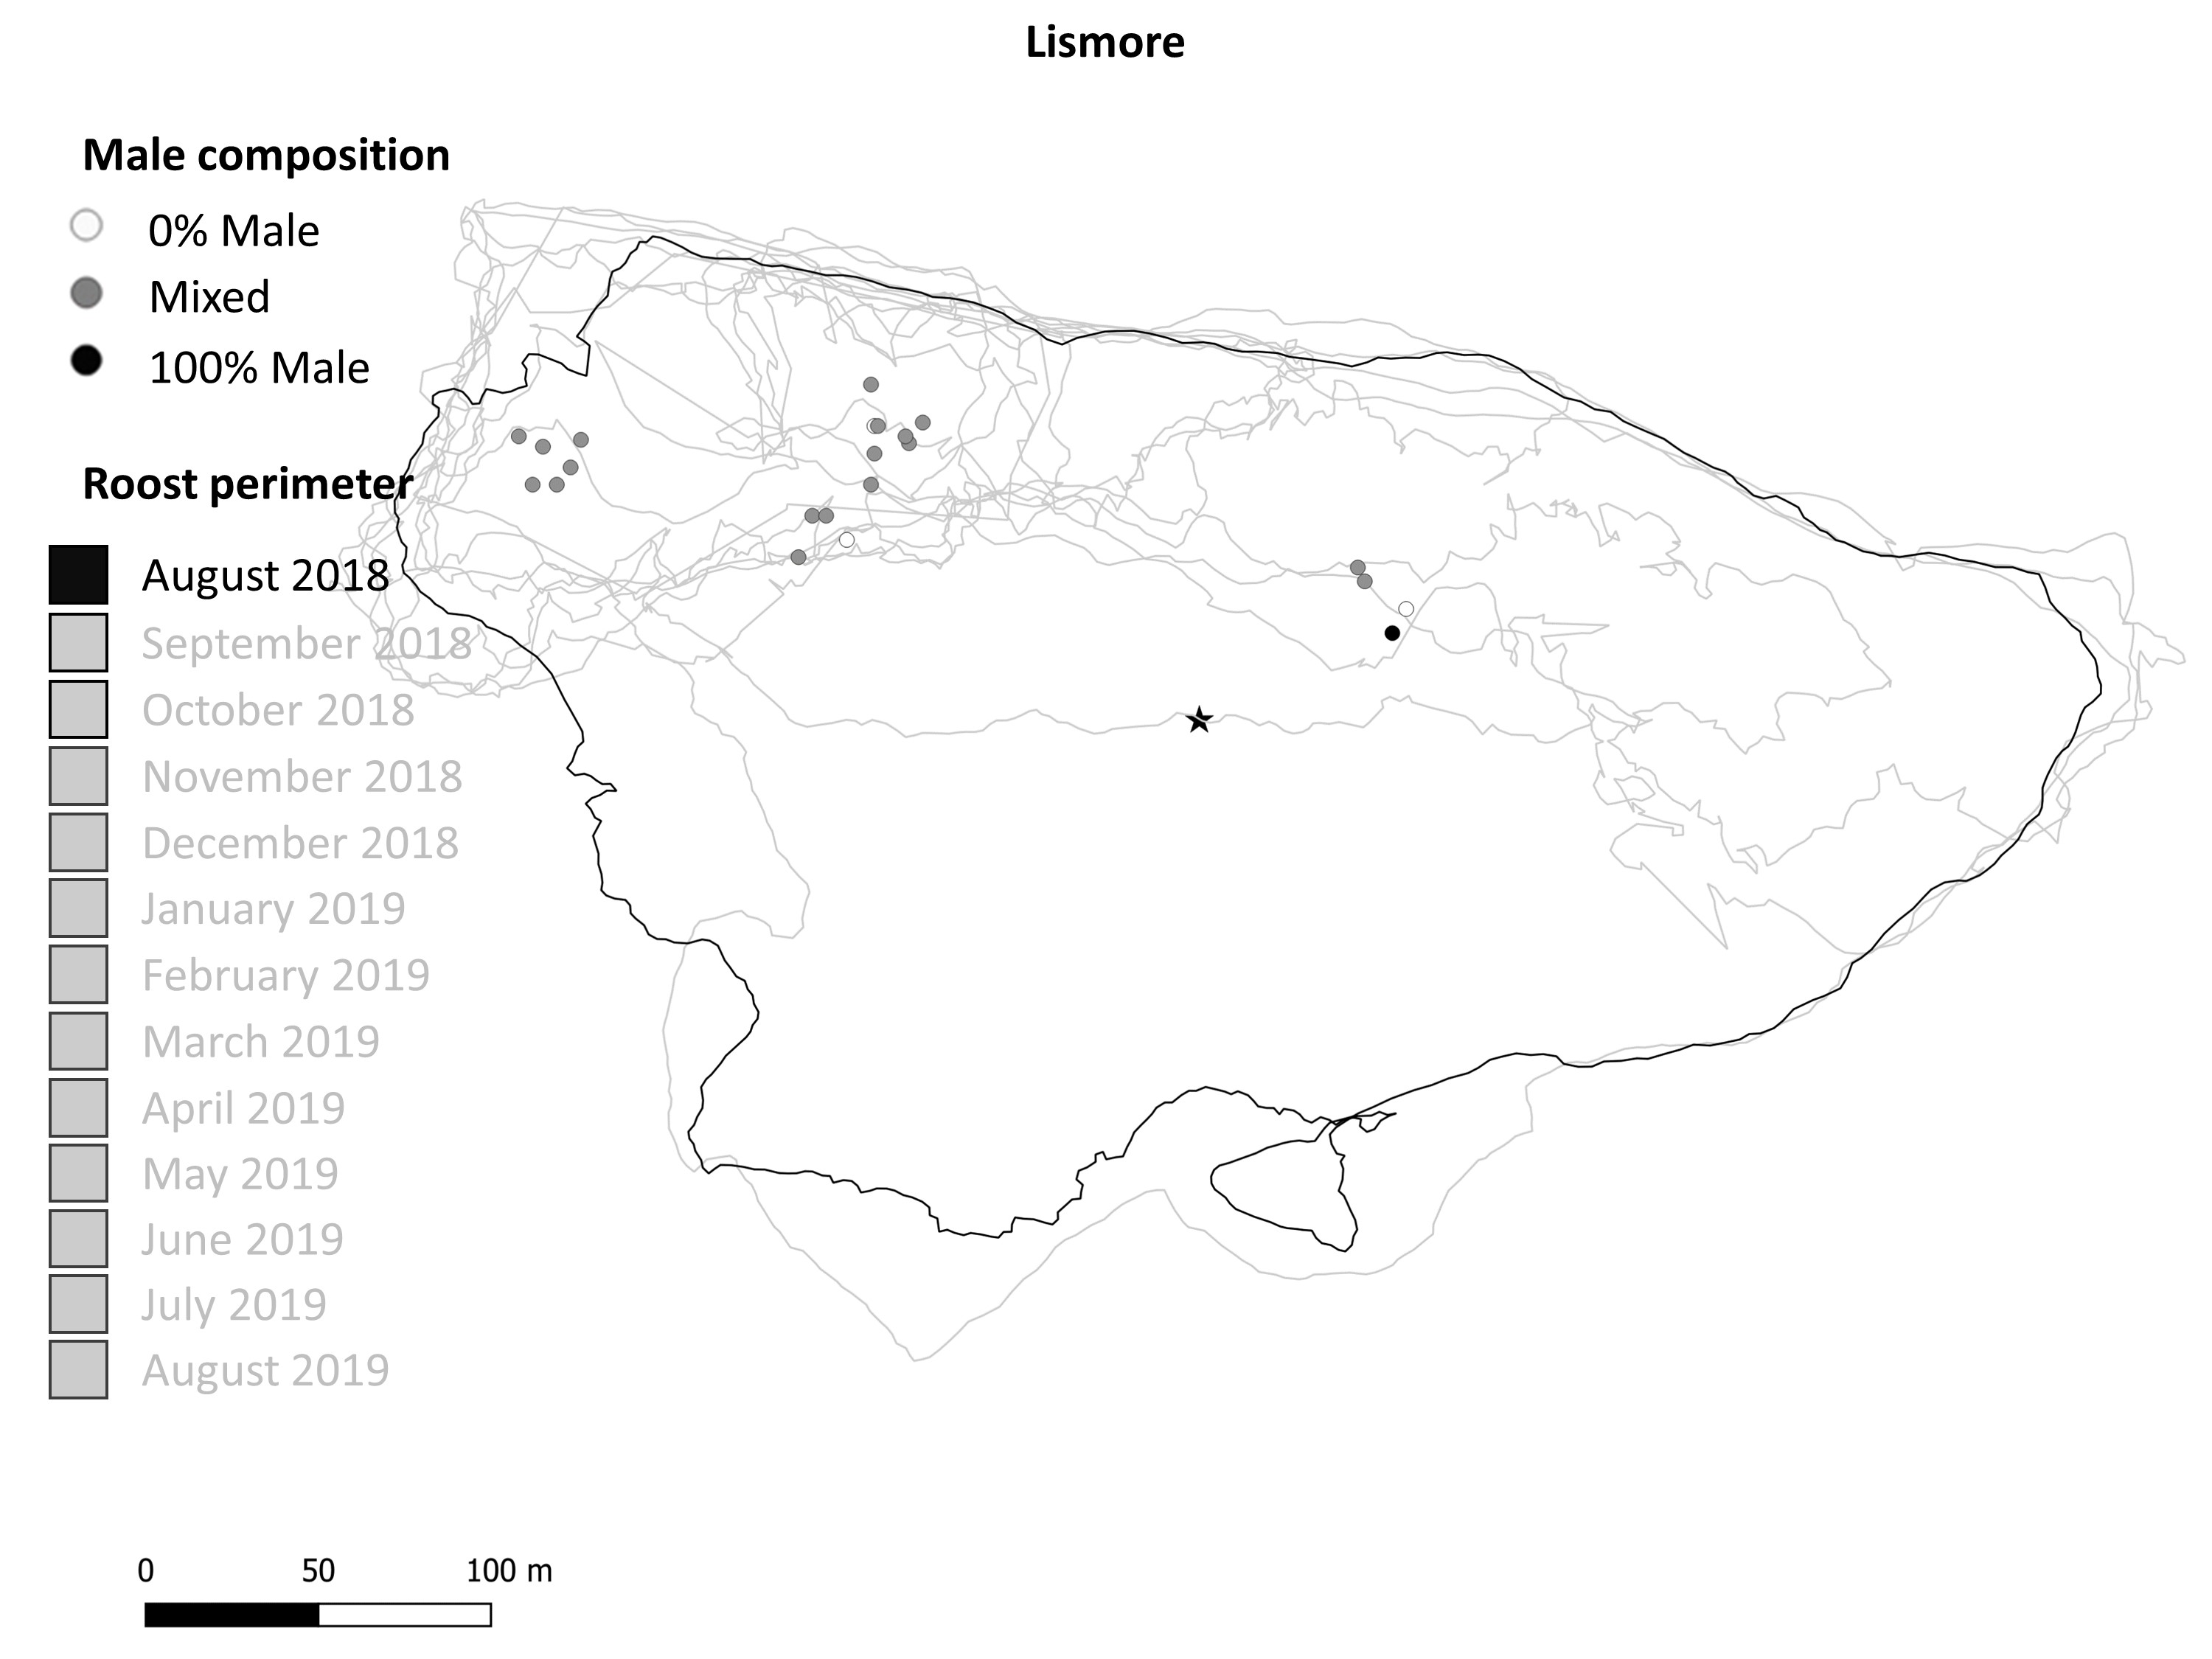 Lismore
Male composition
0% Male
Mixed
100% Male
Roost perimeter
August 2018
September 2018
October 2018
November 2018
December 2018
January 2019
February 2019
March 2019
April 2019
May 2019
June 2019
July 2019
August 2019
0 50 100 m